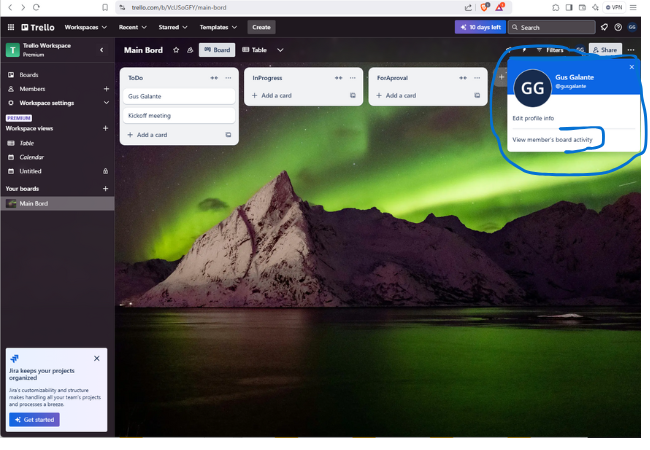 trello.com/b/VcLISoGFY/main-bord
VPN
Trello
Workspaces
Recent
Starred
Templates
Create
10 days left
Search
GG
T
Trello Workspace
Premium
Main Bord
Board
Table
Filters
GG
Share
Boards
Members
Workspace settings
PREMIUM
Workspace views
Table
Calendar
Untitled
Your boards
Main Bord
ToDo
Gus Galante
Kickoff meeting
+ Add a card
InProgress
+ Add a card
ForAproval
+ Add a card
GG
Gus Galante
@gusgalante
Edit profile info
View member's board activity
Jira keeps your projects
organized
Jira's customizability and structure
makes handling all your team's projects
and processes a breeze.
Get started